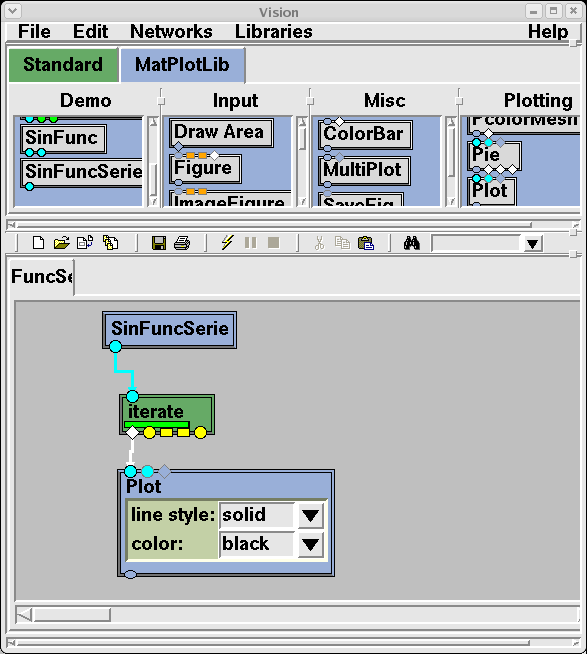 Vision
File Edit Networks Libraries Help
Standard MatPlotLib
Demo Input Misc Plotting
SinFunc Draw Area ColorBar PcolorMesh
SinFuncSerie Figure MultiPlot Pie
ImageFigure SaveFig Plot
FuncSe
SinFuncSerie
iterate
Plot
line style: solid
color: black